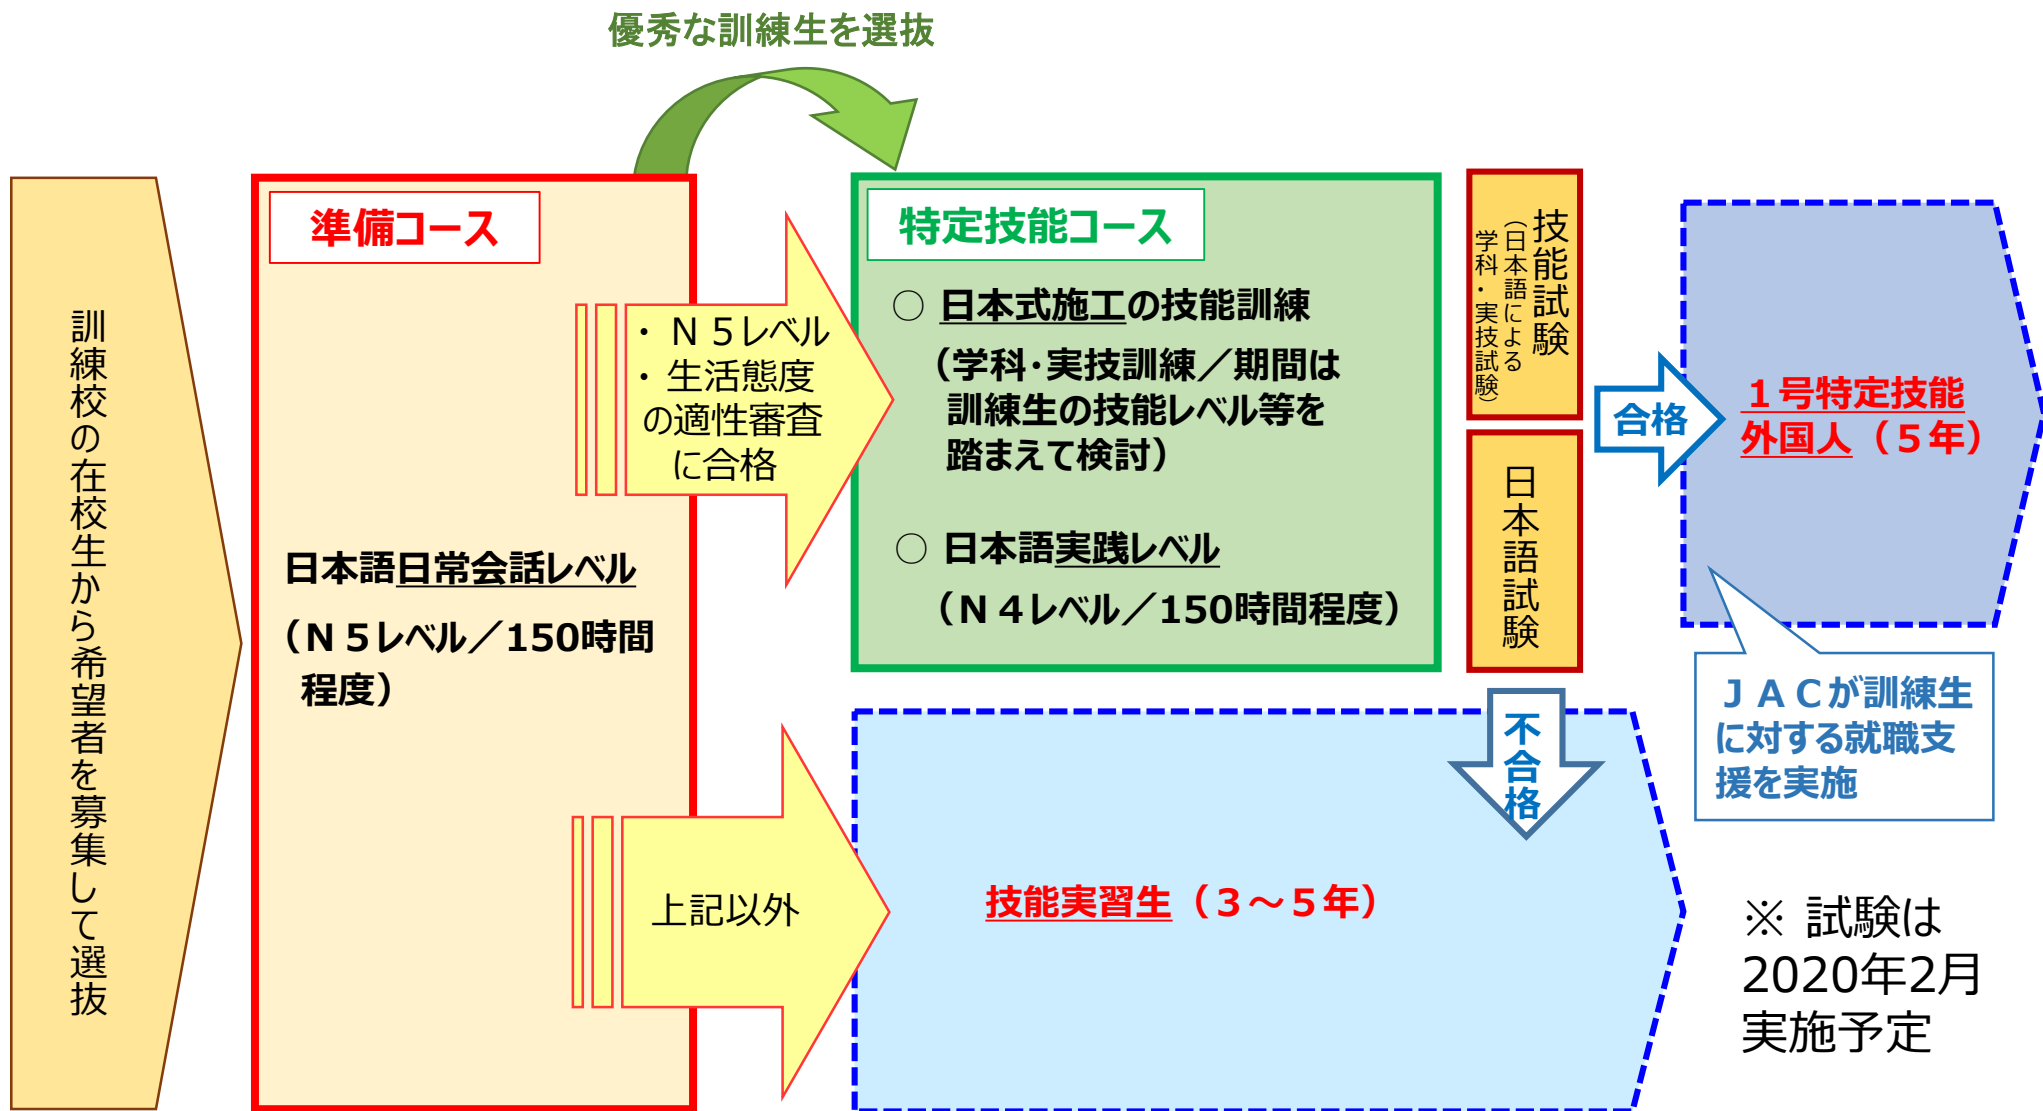 優秀な訓練生を選抜
訓練校の在校生から希望者を募集して選抜
準備コース
日本語日常会話レベル
（Ｎ５レベル／150時間
程度）
・Ｎ５レベル
・生活態度
の適性審査
に合格
上記以外
特定技能コース
○ 日本式施工の技能訓練
（学科・実技訓練／期間は
訓練生の技能レベル等を
踏まえて検討）
○ 日本語実践レベル
（Ｎ４レベル／150時間程度）
技能試験
（日本語による
学科・実技試験）
日本語試験
合格
不合格
１号特定技能
外国人（５年）
ＪＡＣが訓練生
に対する就職支
援を実施
技能実習生（３～５年）
※ 試験は
2020年2月
実施予定